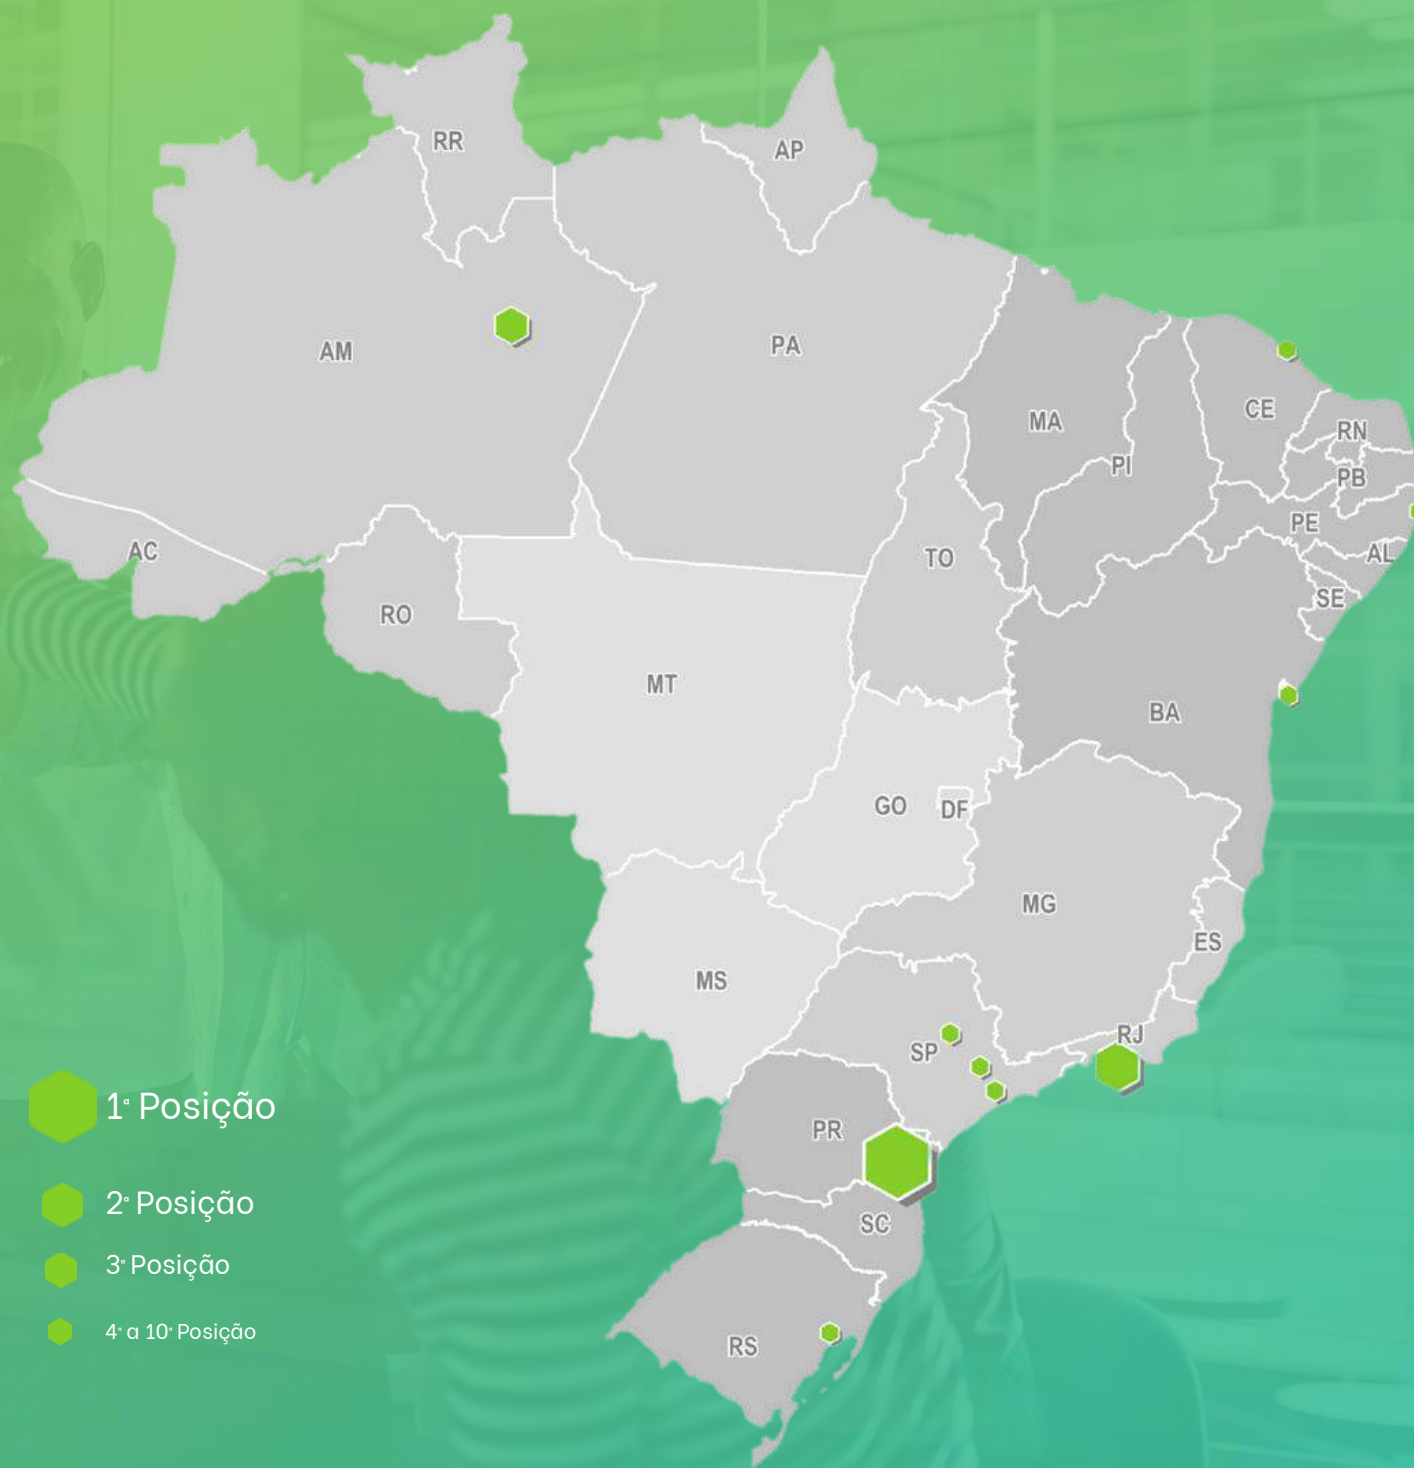 RR
AP
AM
PA
MA
CE
RN
PI
PB
PE
AL
AC
TO
SE
RO
MT
BA
GO
DF
MG
ES
MS
RJ
SP
PR
SC
RS
1ª Posição
2ª Posição
3ª Posição
4ª a 10ª Posição